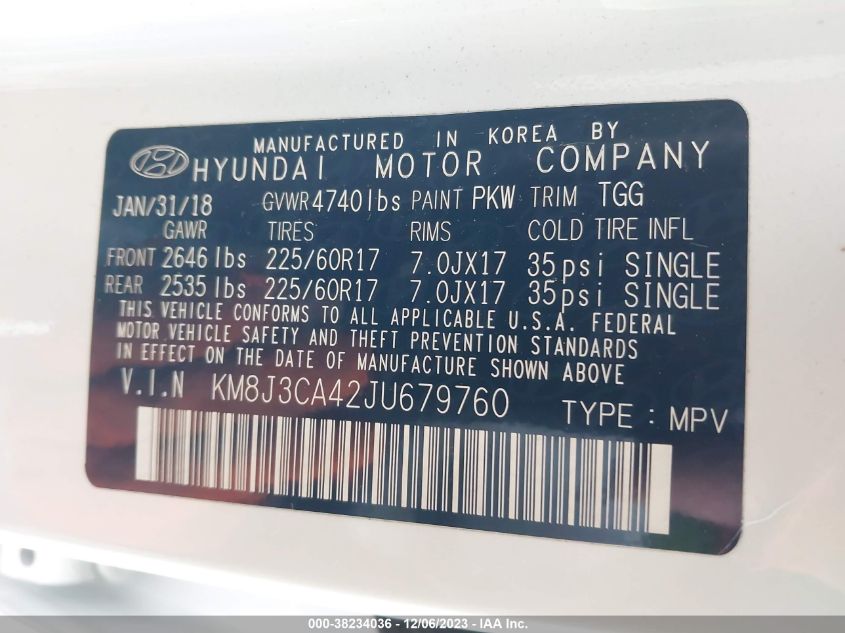 MANUFACTURED IN KOREA BY
HYUNDAI MOTOR COMPANY
JAN/31/18 GVWR 4740lbs PAINT PKW TRIM TGG
GAWR TIRES RIMS COLD TIRE INFL
FRONT 2646 lbs 225/60R17 7.0JX17 35psi SINGLE
REAR 2535 lbs 225/60R17 7.0JX17 35psi SINGLE
THIS VEHICLE CONFORMS TO ALL APPLICABLE U.S.A. FEDERAL
MOTOR VEHICLE SAFETY AND THEFT PREVENTION STANDARDS
IN EFFECT ON THE DATE OF MANUFACTURE SHOWN ABOVE.
V.I.N KM8J3CA42JU679760 TYPE : MPV
000-38234036 - 12/06/2023 - IAA Inc.